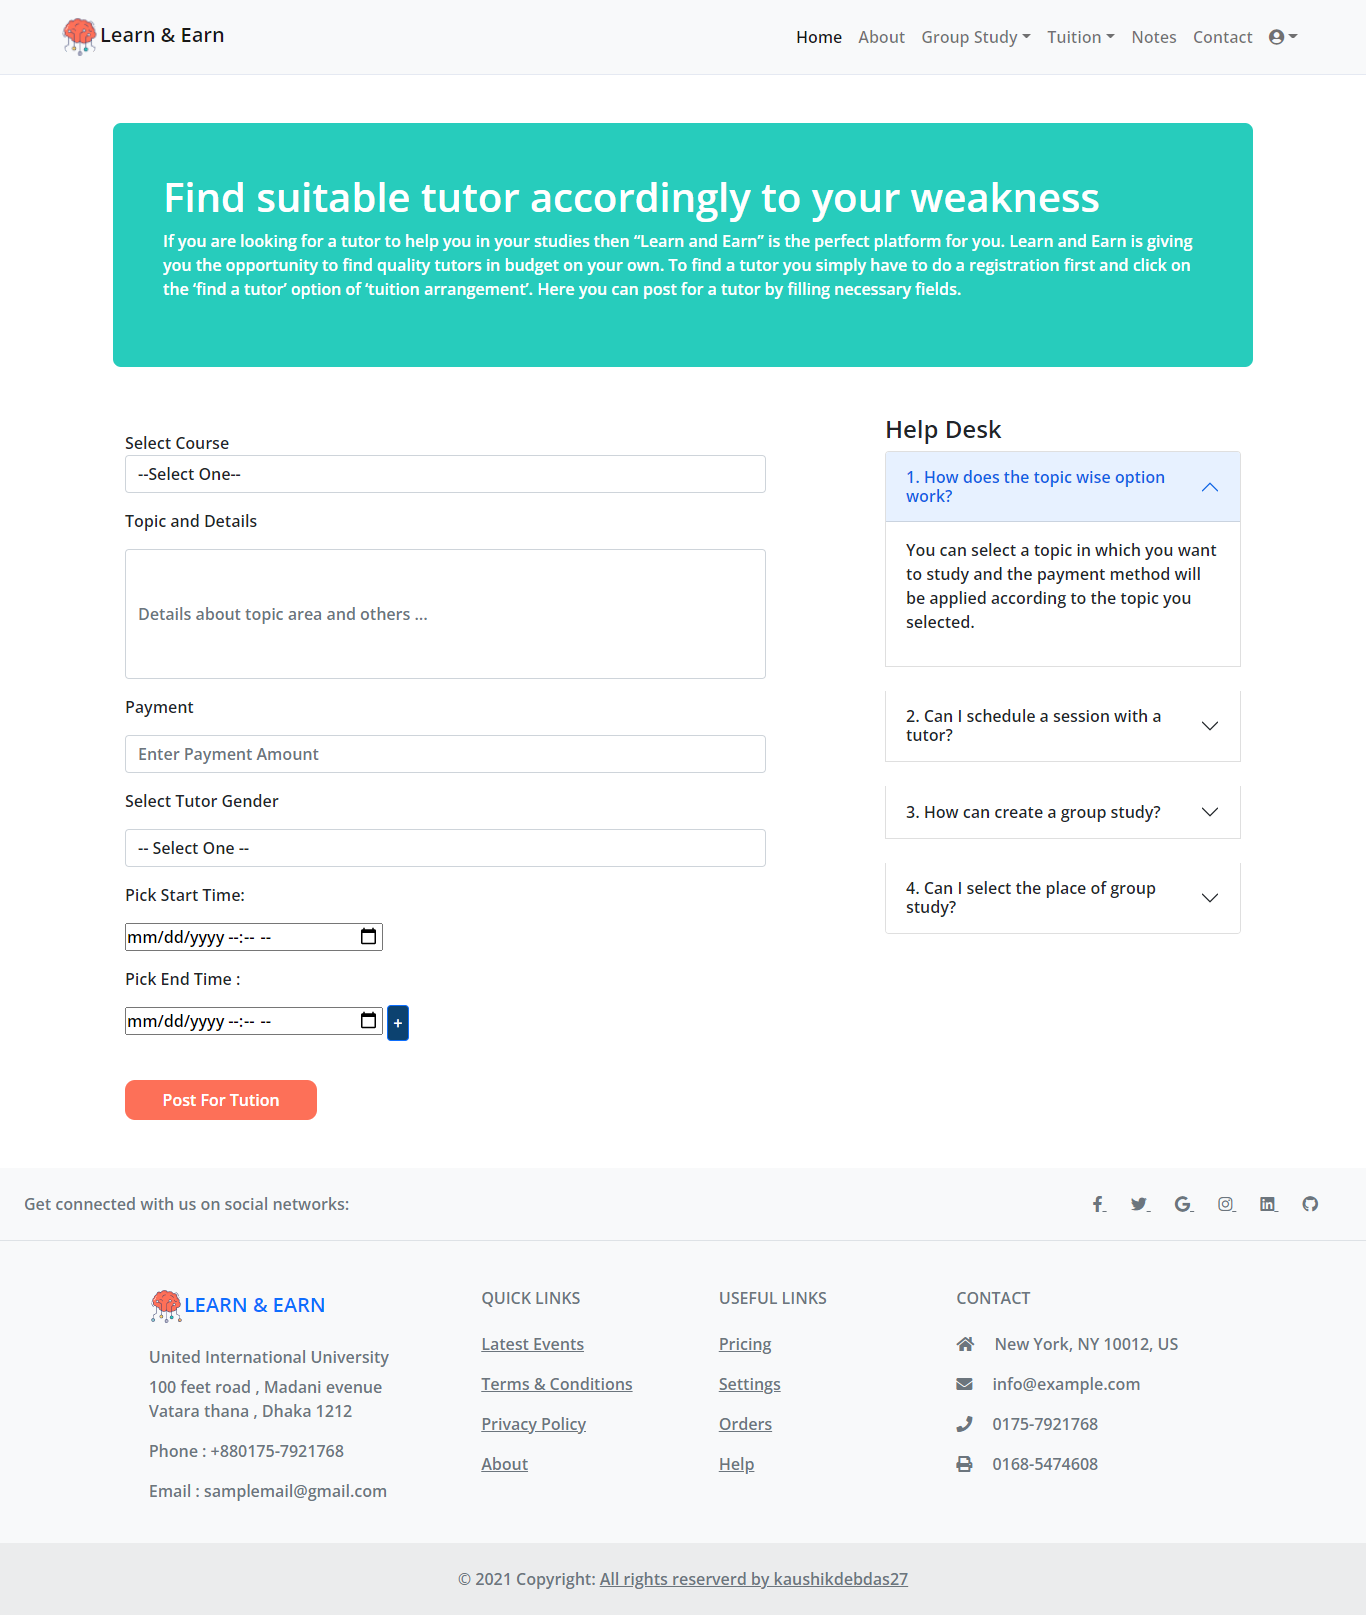 Learn & Earn
Home About Group Study Tuition Notes Contact
Find suitable tutor accordingly to your weakness
If you are looking for a tutor to help you in your studies then “Learn and Earn” is the perfect platform for you. Learn and Earn is giving
you the opportunity to find quality tutors in budget on your own. To find a tutor you simply have to do a registration first and click on
the ‘find a tutor’ option of ‘tuition arrangement’. Here you can post for a tutor by filling necessary fields.
Select Course
--Select One--
Topic and Details
Details about topic area and others ...
Payment
Enter Payment Amount
Select Tutor Gender
-- Select One --
Pick Start Time:
mm/dd/yyyy --:-- --
Pick End Time :
mm/dd/yyyy --:-- --
+
Post For Tution
Help Desk
1. How does the topic wise option
work?
You can select a topic in which you want
to study and the payment method will
be applied according to the topic you
selected.
2. Can I schedule a session with a
tutor?
3. How can create a group study?
4. Can I select the place of group
study?
Get connected with us on social networks:
LEARN & EARN
United International University
100 feet road , Madani evenue
Vatara thana , Dhaka 1212
Phone : +880175-7921768
Email : samplemail@gmail.com
QUICK LINKS
Latest Events
Terms & Conditions
Privacy Policy
About
USEFUL LINKS
Pricing
Settings
Orders
Help
CONTACT
New York, NY 10012, US
info@example.com
0175-7921768
0168-5474608
© 2021 Copyright: All rights reserverd by kaushikdebdas27